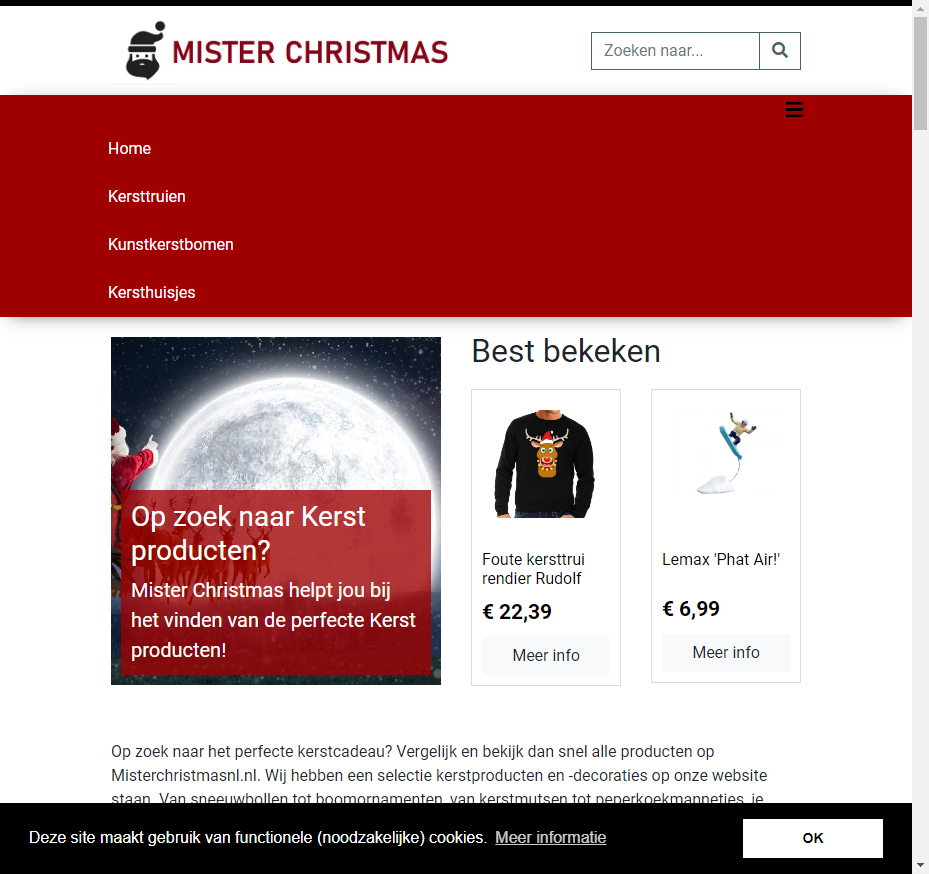 MISTER CHRISTMAS
Zoeken naar...
Home
Kersttruien
Kunstkerstbomen
Kersthuisjes
Op zoek naar Kerst
producten?
Mister Christmas helpt jou bij
het vinden van de perfecte Kerst
producten!
Best bekeken
Foute kersttrui
rendier Rudolf
€ 22,39
Meer info
Lemax 'Phat Air!'
€ 6,99
Meer info
Op zoek naar het perfecte kerstcadeau? Vergelijk en bekijk dan snel alle producten op
Misterchristmasnl.nl. Wij hebben een selectie kerstproducten en -decoraties op onze website
staan. Van sneeuwbollen tot boomornamenten, van kerstmutsen tot peperkoekmannetjes, je
Deze site maakt gebruik van functionele (noodzakelijke) cookies. Meer informatie
OK